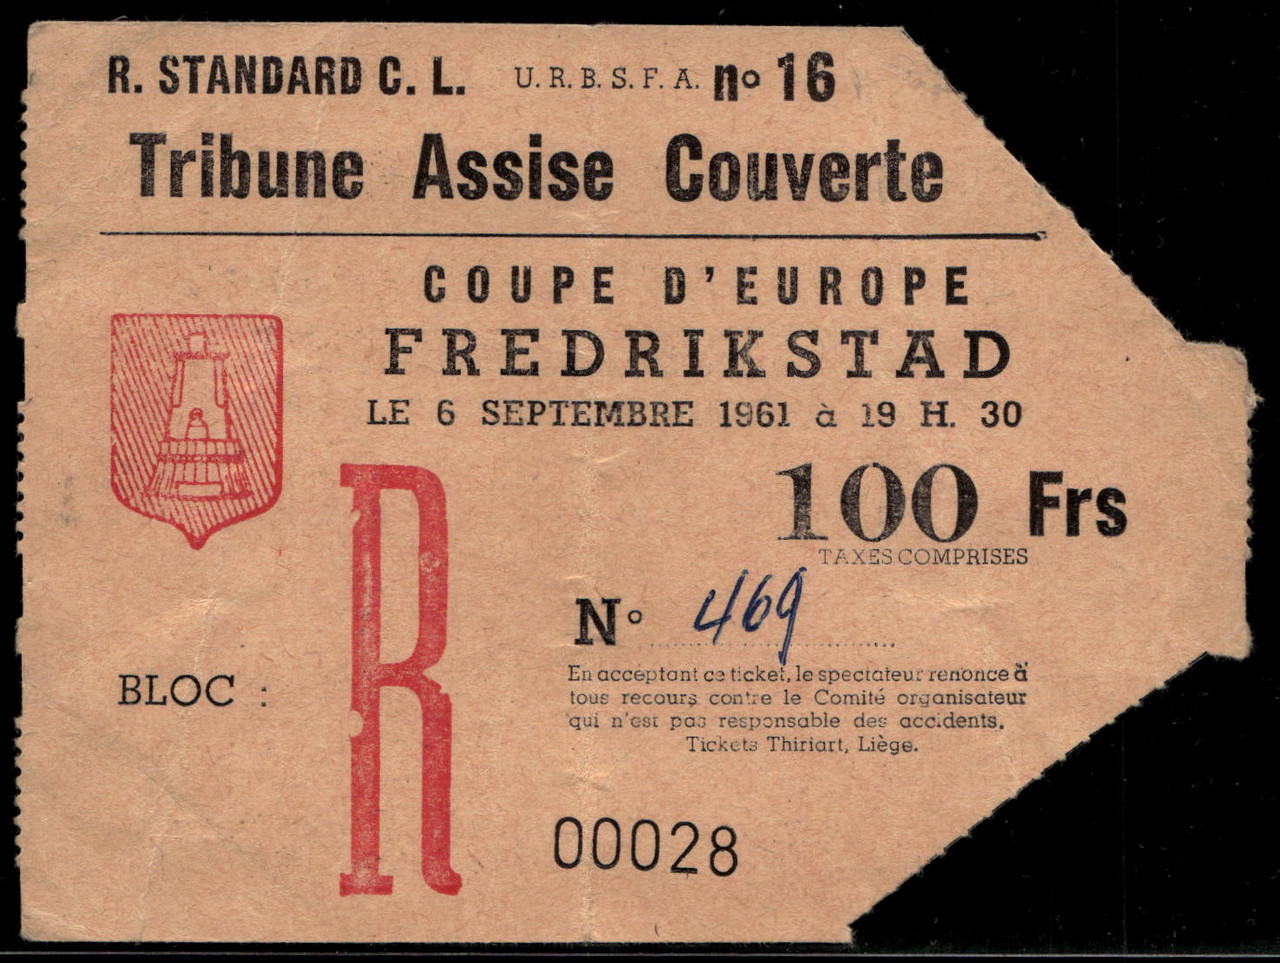 R. STANDARD C. L. U. R. B. S. F. A. nº 16
Tribune Assise Couverte
COUPE D'EUROPE
FREDRIKSTAD
LE 6 SEPTEMBRE 1961 à 19 H. 30
100 Frs
TAXES COMPRISES
Nº 469
BLOC : R
En acceptant ce ticket, le spectateur renonce à
tous recours contre le Comité organisateur
qui n'est pas responsable des accidents.
Tickets Thiriart, Liège.
00028